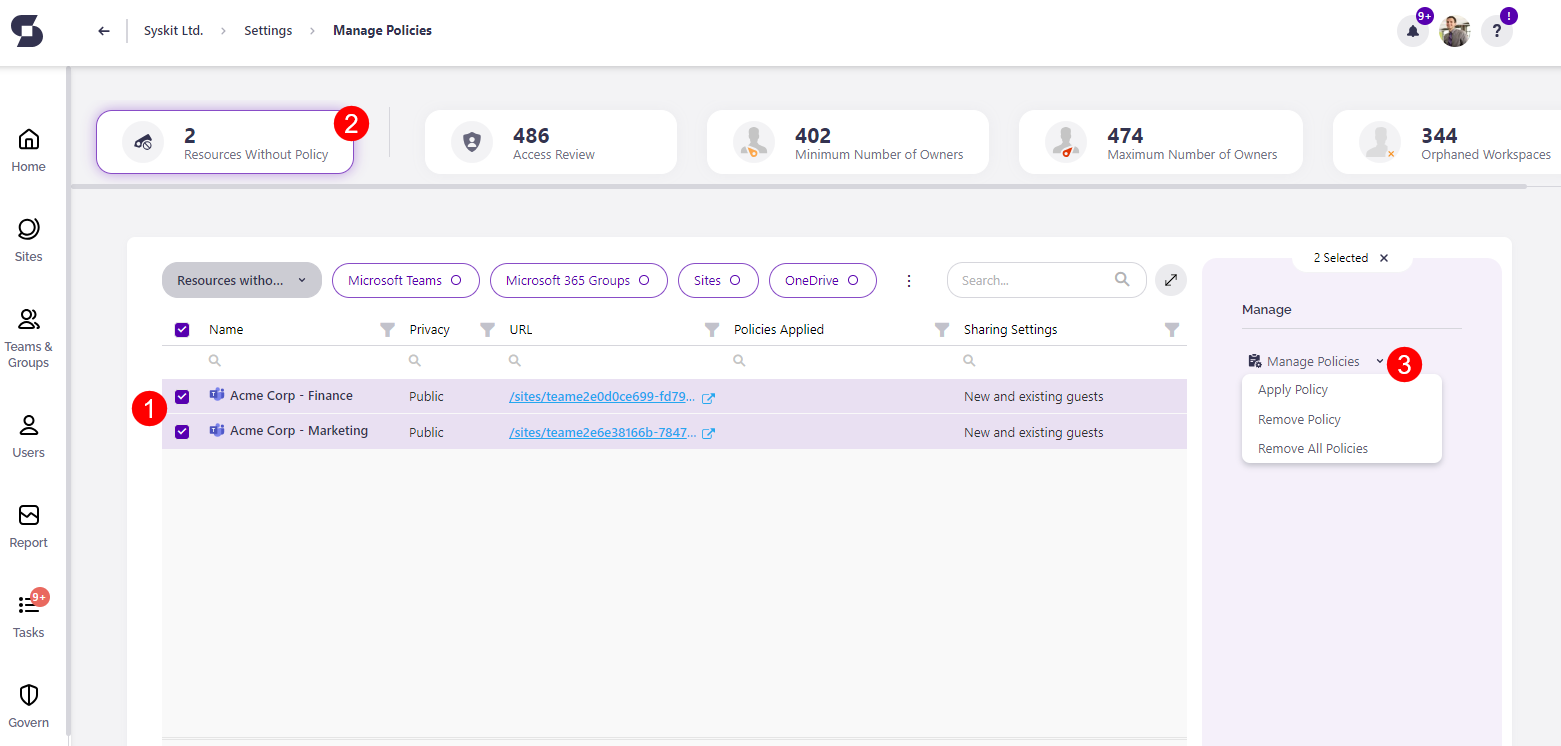 Syskit Ltd. > Settings > Manage Policies
9+
!
?
2
Resources Without Policy
2
486
Access Review
402
Minimum Number of Owners
474
Maximum Number of Owners
344
Orphaned Workspaces
Home
Sites
Teams &
Groups
Users
Report
9+
Tasks
Govern
Resources witho...
Microsoft Teams
Microsoft 365 Groups
Sites
OneDrive
Search...
Name
Privacy
URL
Policies Applied
Sharing Settings
1
Acme Corp - Finance
Public
/sites/teame2e0d0ce699-fd79...
New and existing guests
Acme Corp - Marketing
Public
/sites/teame2e6e38166b-7847...
New and existing guests
2 Selected
Manage
Manage Policies
3
Apply Policy
Remove Policy
Remove All Policies